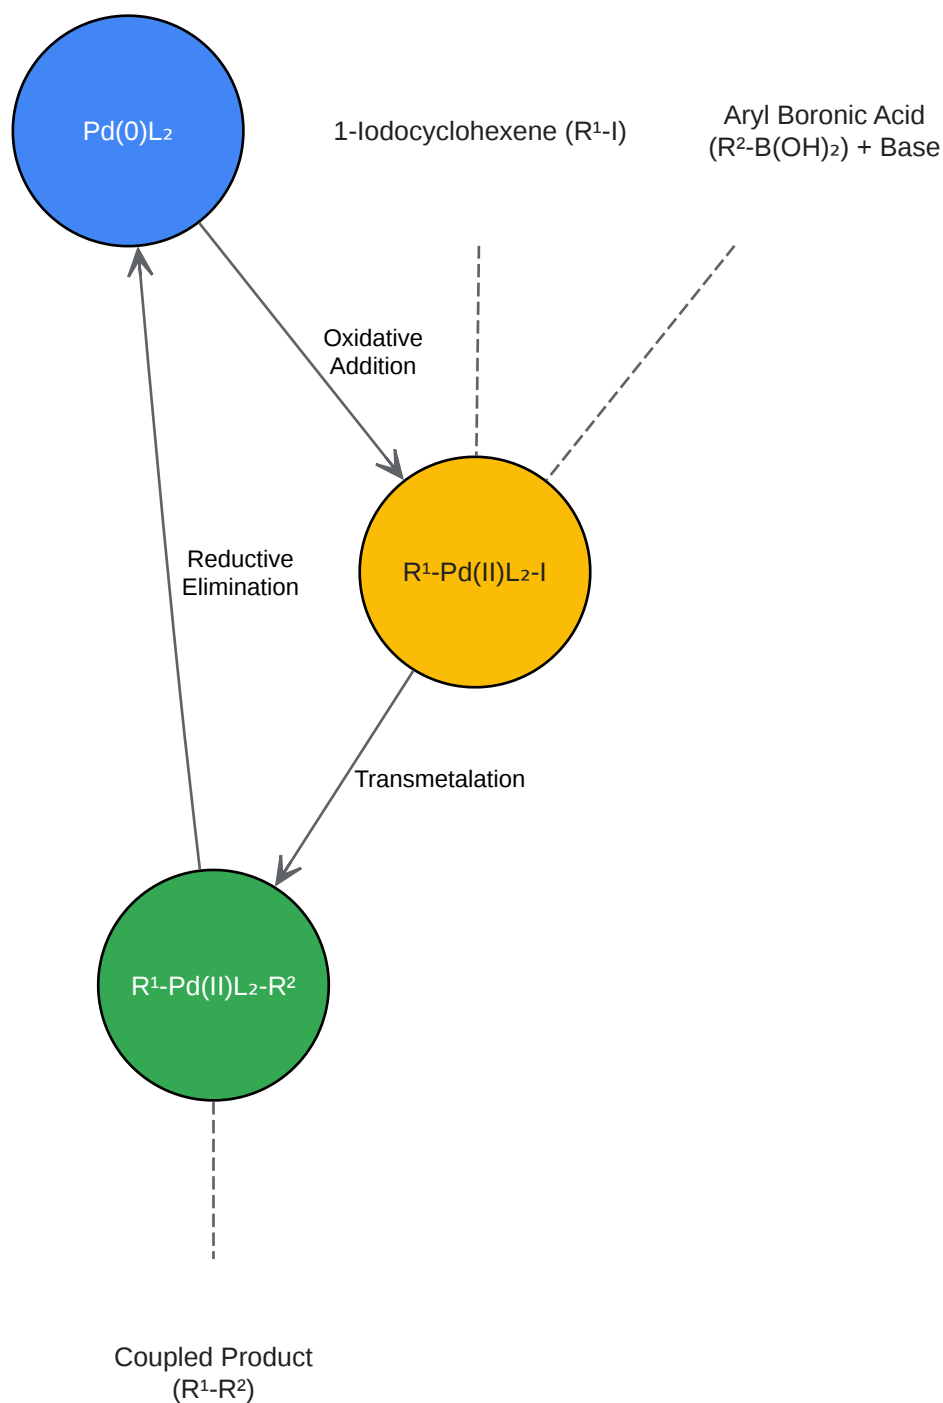 Pd(0)L₂
1-Iodocyclohexene (R¹-I)
Aryl Boronic Acid
(R²-B(OH)₂) + Base
Oxidative
Addition
Reductive
Elimination
R¹-Pd(II)L₂-I
Transmetalation
R¹-Pd(II)L₂-R²
Coupled Product
(R¹-R²)